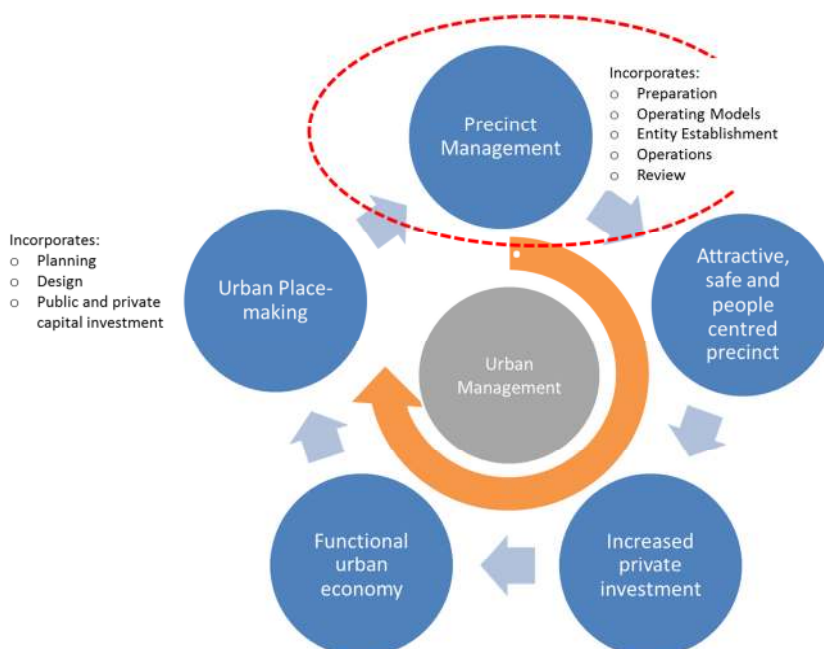 Precinct
Management
Incorporates:
o Preparation
o Operating Models
o Entity Establishment
o Operations
o Review
Attractive,
safe and
people
centred
precinct
Increased
private
investment
Functional
urban
economy
Incorporates:
o Planning
o Design
o Public and private
capital investment
Urban Place-
making
Urban
Management